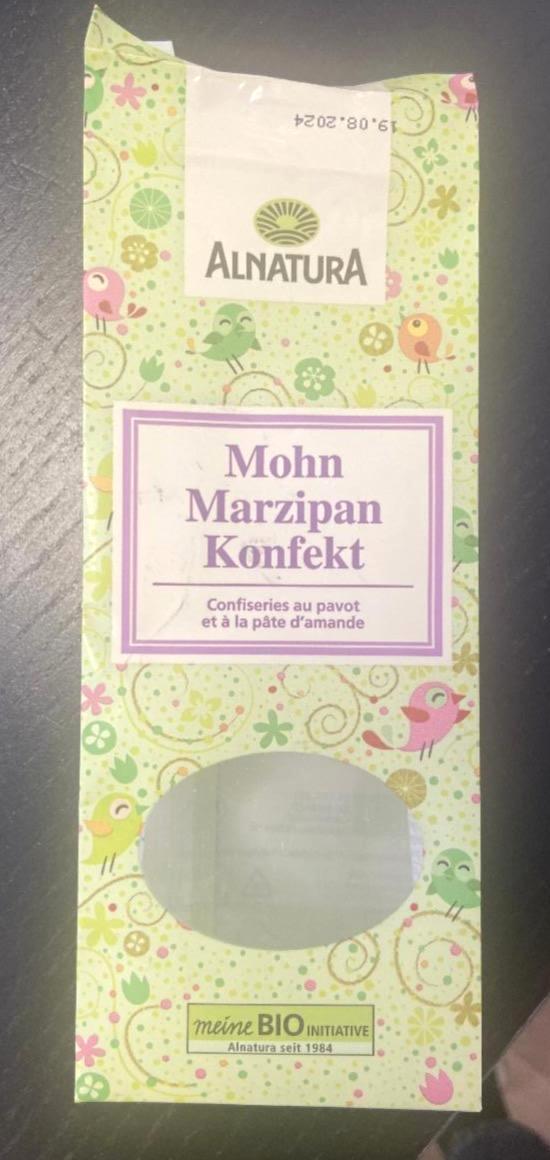 19.08.2024
ALNATURA
Mohn
Marzipan
Konfekt
Confiseries au pavot
et à la pâte d'amande
meine BIO INITIATIVE
Alnatura seit 1984